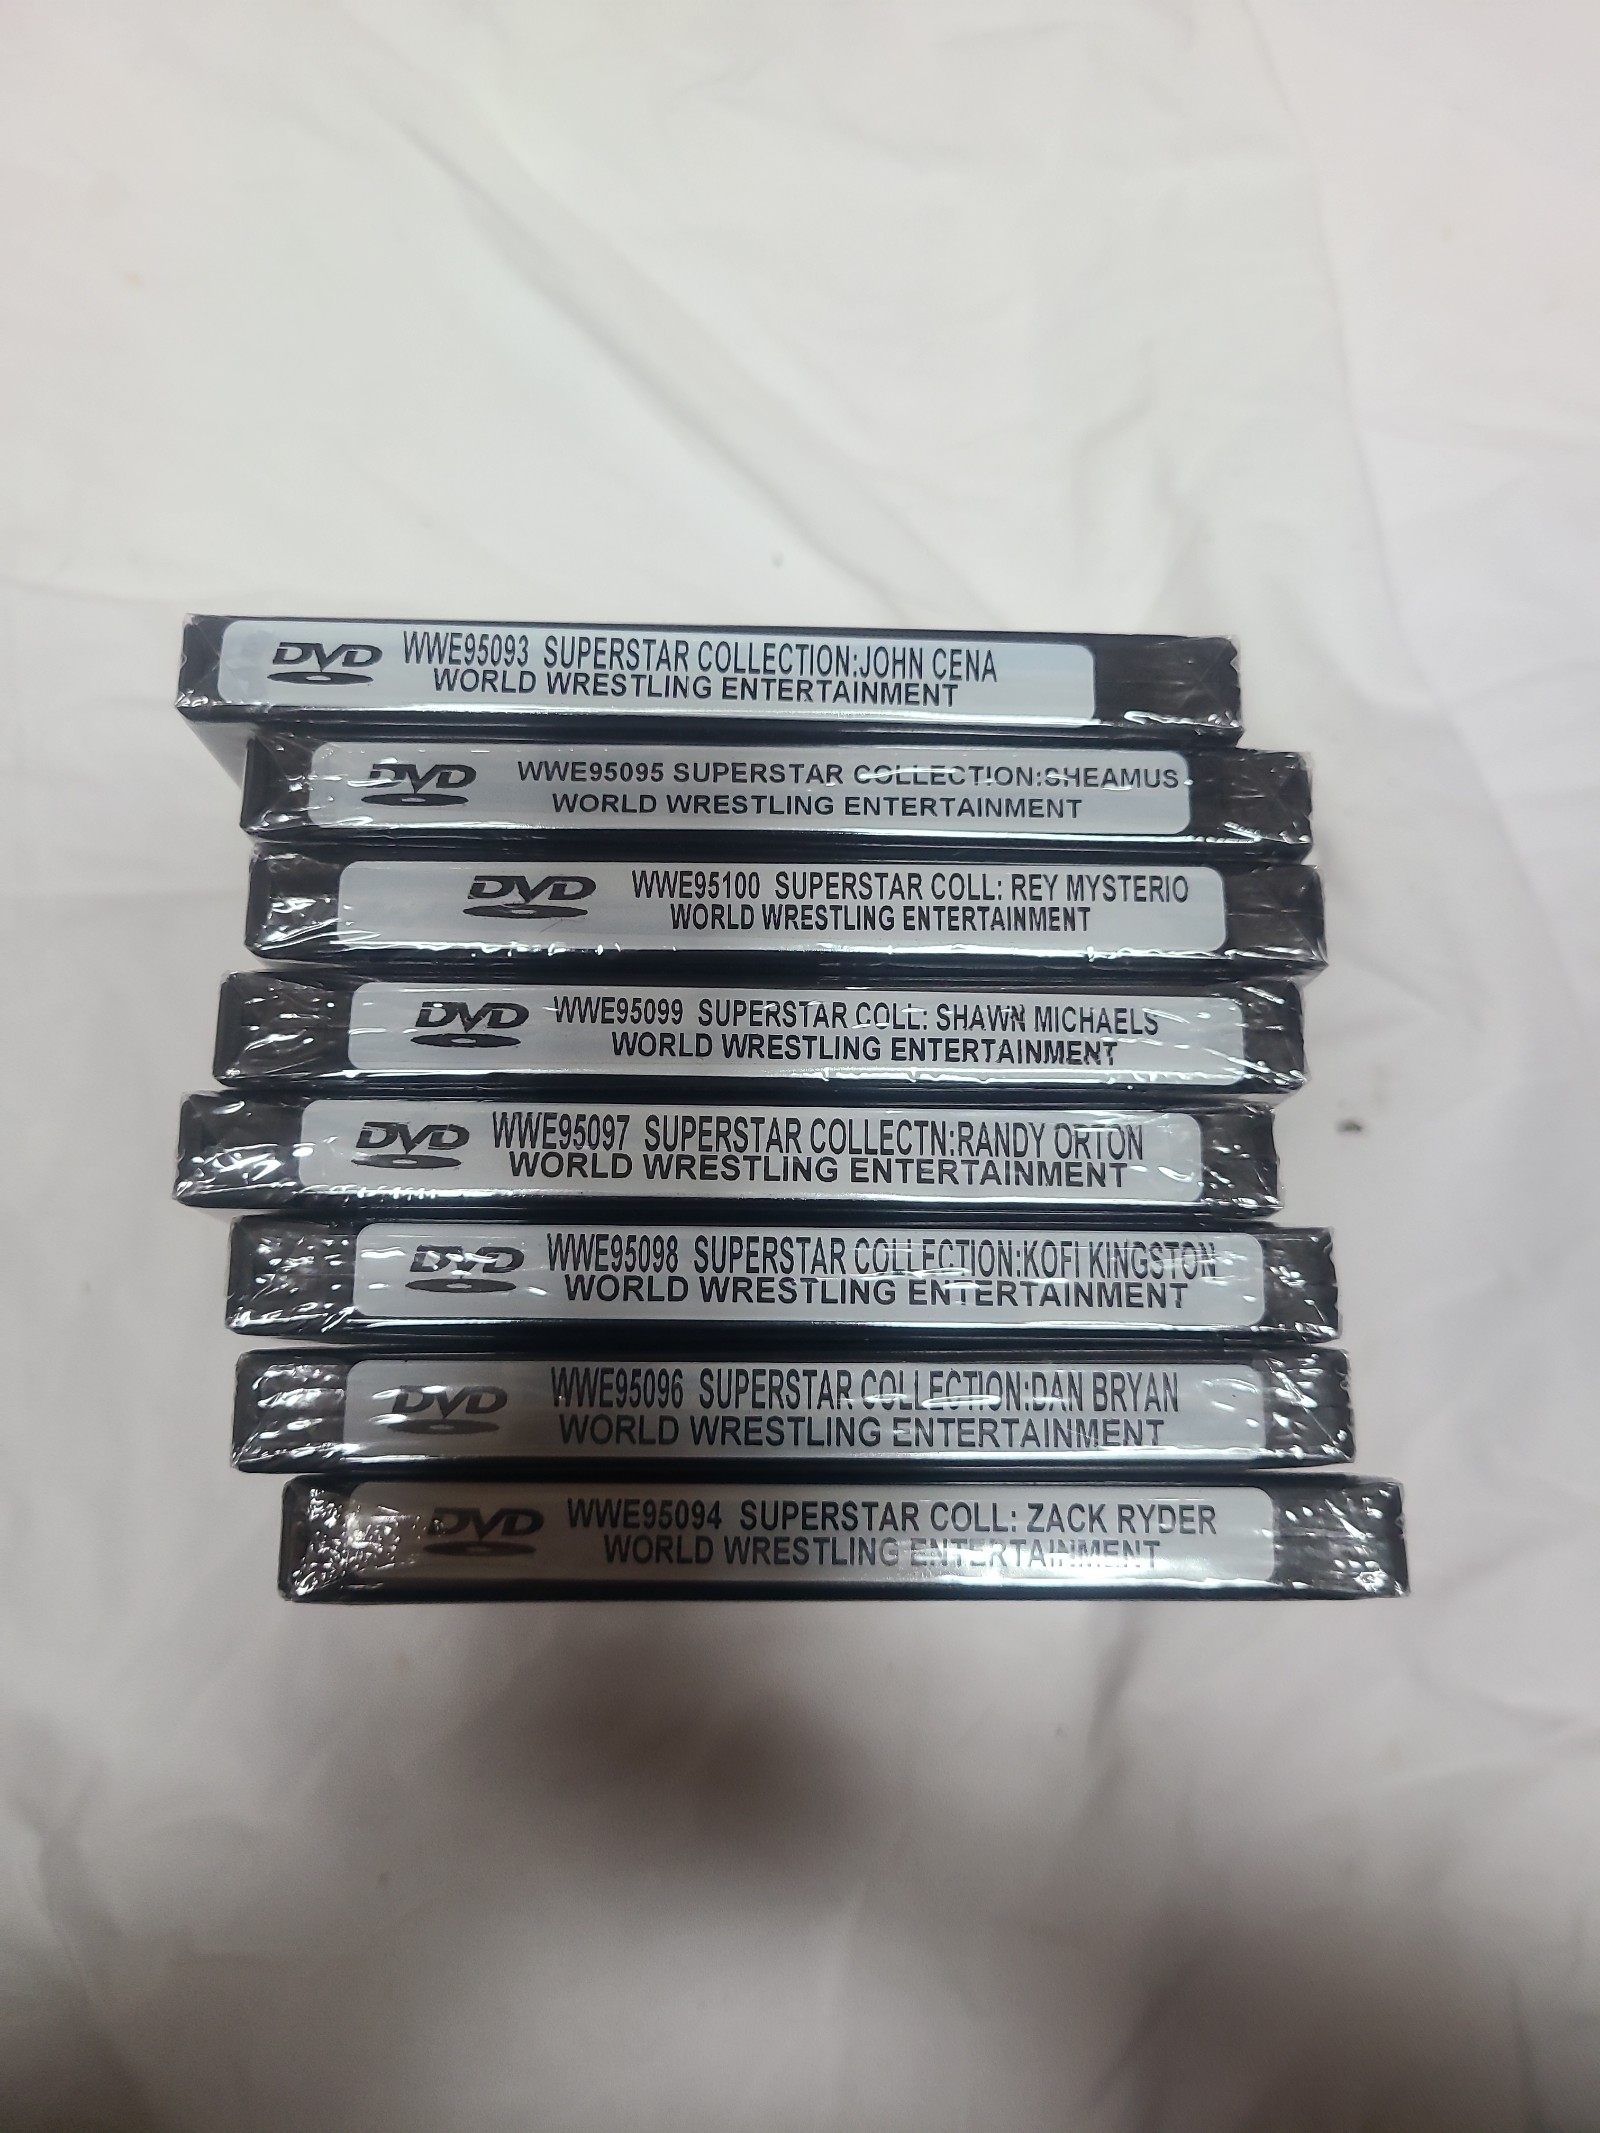 DVD WWE95093 SUPERSTAR COLLECTION:JOHN CENA
WORLD WRESTLING ENTERTAINMENT
DVD WWE95095 SUPERSTAR COLLECTION:SHEAMUS
WORLD WRESTLING ENTERTAINMENT
DVD WWE95100 SUPERSTAR COLL: REY MYSTERIO
WORLD WRESTLING ENTERTAINMENT
DVD WWE95099 SUPERSTAR COLL: SHAWN MICHAELS
WORLD WRESTLING ENTERTAINMENT
DVD WWE95097 SUPERSTAR COLLECTN:RANDY ORTON
WORLD WRESTLING ENTERTAINMENT
DVD WWE95098 SUPERSTAR COLLECTION:KOFI KINGSTON
WORLD WRESTLING ENTERTAINMENT
DVD WWE95096 SUPERSTAR COLLECTION:DAN BRYAN
WORLD WRESTLING ENTERTAINMENT
DVD WWE95094 SUPERSTAR COLL: ZACK RYDER
WORLD WRESTLING ENTERTAINMENT